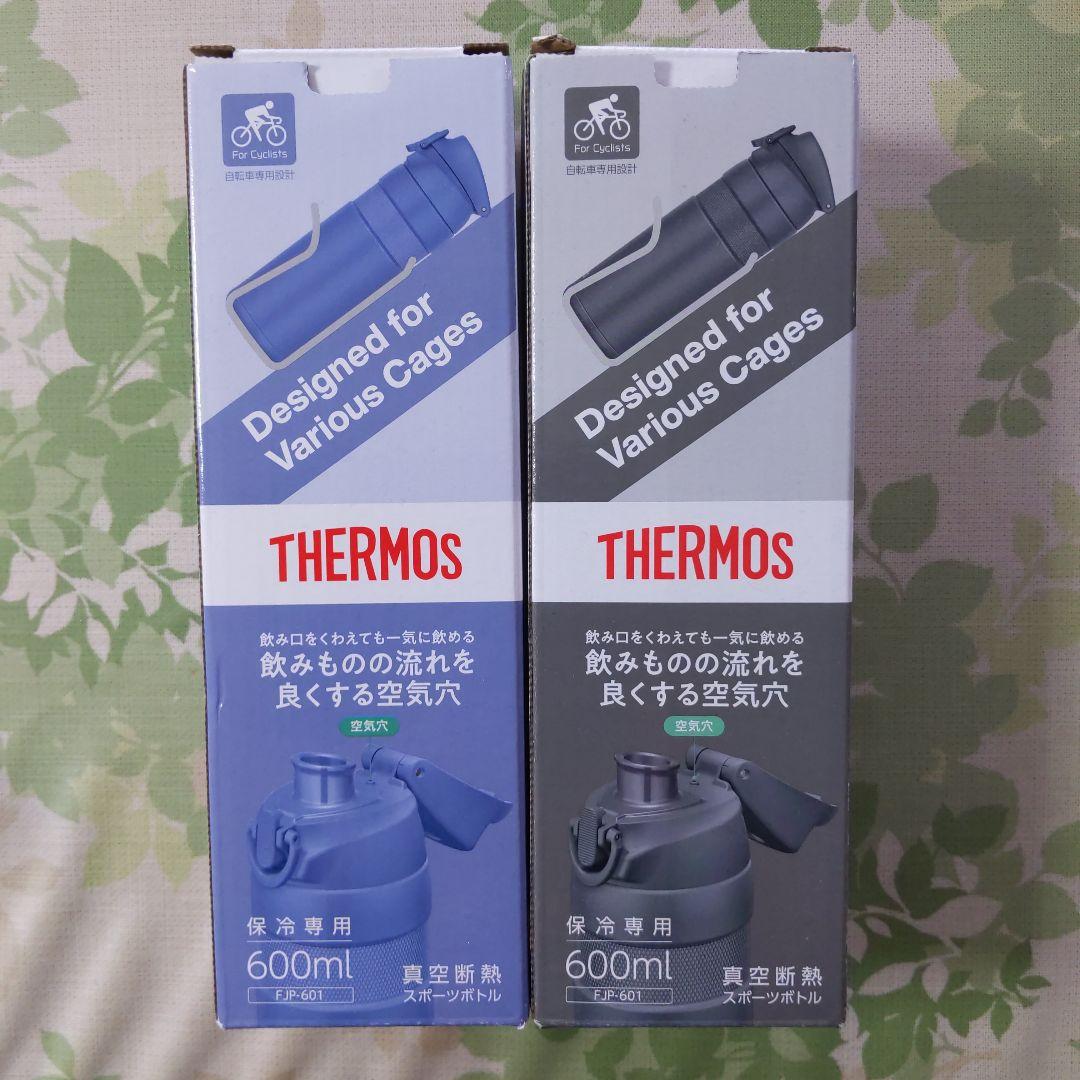 For Cyclists
自転車専用設計
Designed for
Various Cages
THERMOS
飲み口をくわえても一気に飲める
飲みものの流れを
良くする空気穴
空気穴
保冷専用
600ml
FJP-601
真空断熱
スポーツボトル
For Cyclists
自転車専用設計
Designed for
Various Cages
THERMOS
飲み口をくわえても一気に飲める
飲みものの流れを
良くする空気穴
空気穴
保冷専用
600ml
FJP-601
真空断熱
スポーツボトル